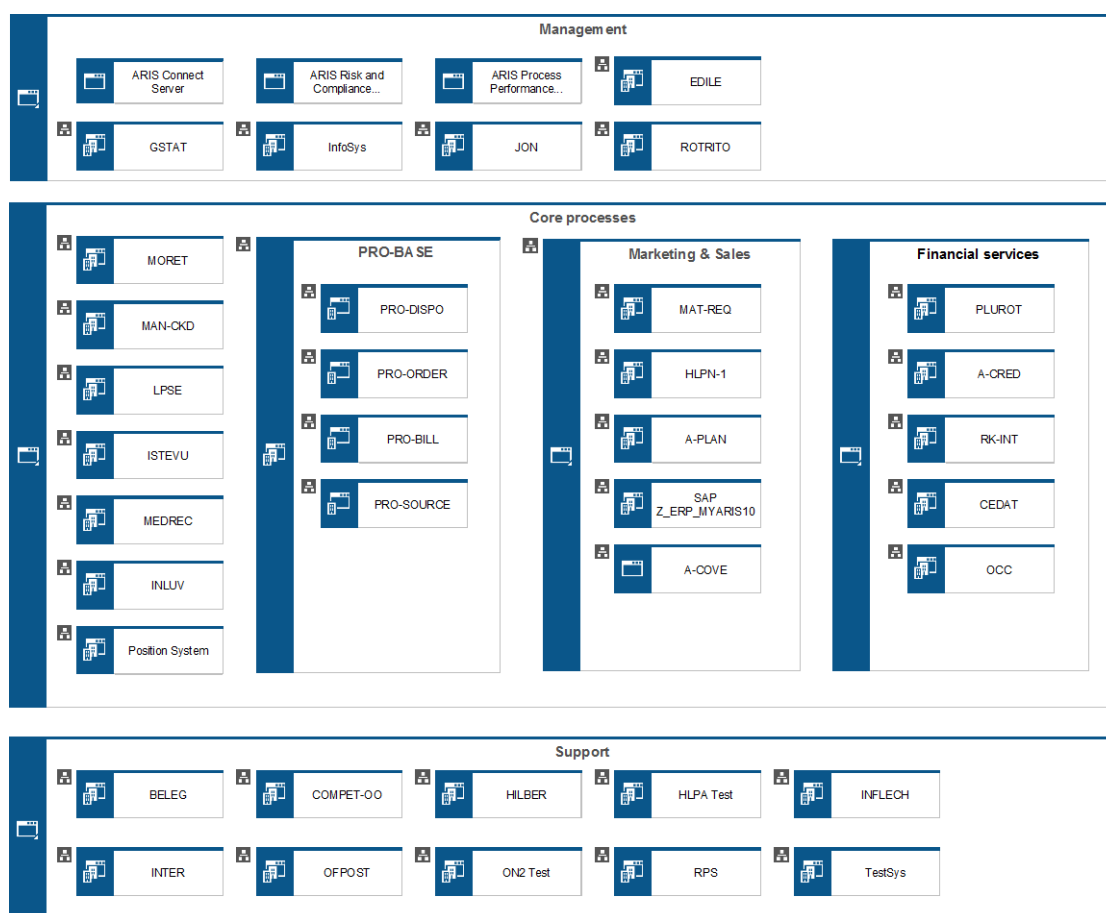 Management
ARIS Connect
Server
ARIS Risk and
Compliance...
ARIS Process
Performance...
EDILE
GSTAT
InfoSys
JON
ROTRITO
Core processes
MORET
MAN-CKD
LPSE
ISTEVU
MEDREC
INLUV
Position System
PRO-BASE
PRO-DISPO
PRO-ORDER
PRO-BILL
PRO-SOURCE
Marketing & Sales
MAT-REQ
HLPN-1
A-PLAN
SAP
Z_ERP_MYARIS10
A-COVE
Financial services
PLUROT
A-CRED
RK-INT
CEDAT
OCC
Support
BELEG
COMPET-OO
HILBER
HLPA Test
INFLECH
INTER
OFPOST
ON2 Test
RPS
TestSys